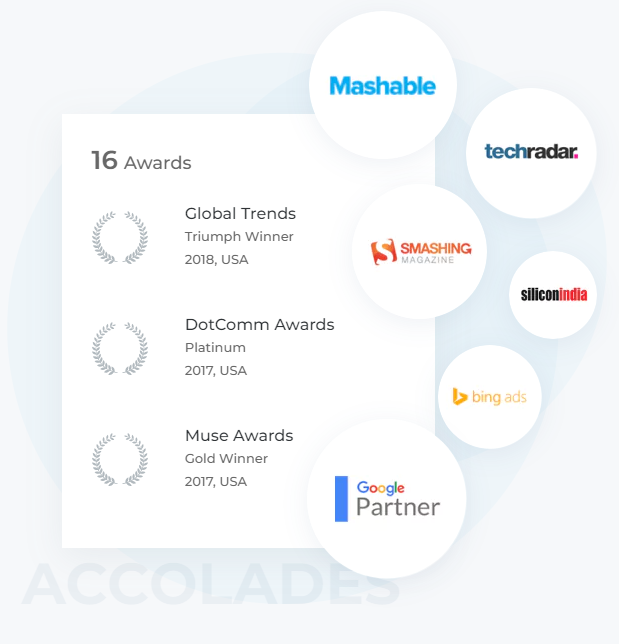 Mashable
techradar.
16 Awards
Global Trends
Triumph Winner
2018, USA
SMASHING
MAGAZINE
siliconindia
DotComm Awards
Platinum
2017, USA
bing ads
Muse Awards
Gold Winner
2017, USA
Google
Partner
ACCOLADES